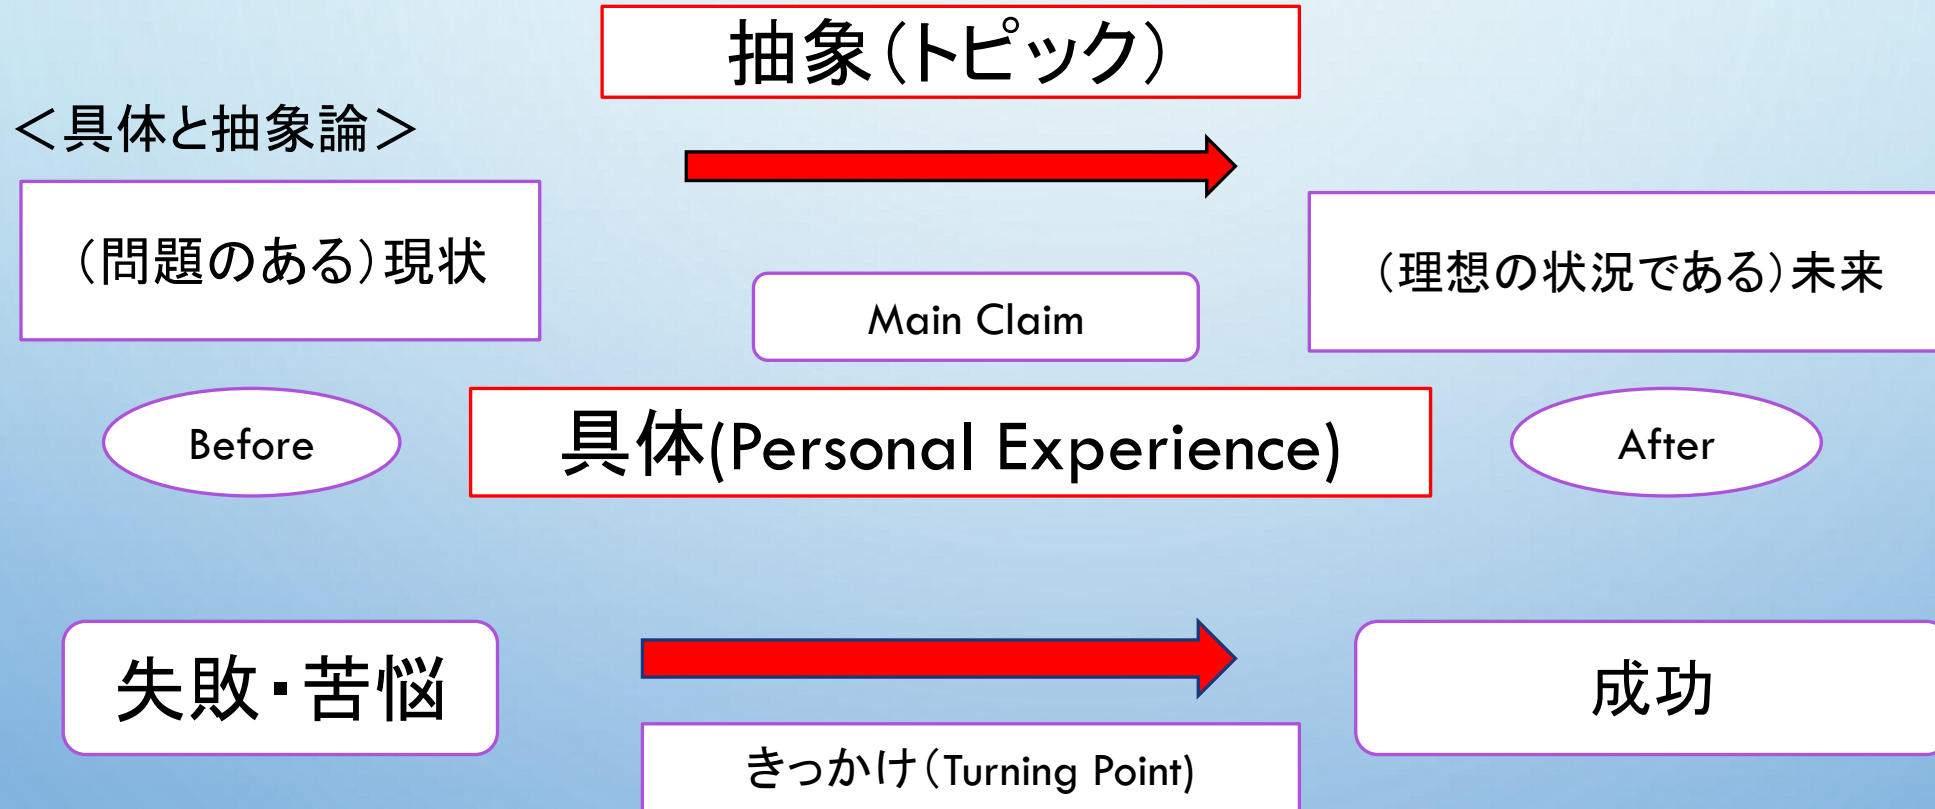 抽象（トピック）
＜具体と抽象論＞
（問題のある）現状
（理想の状況である）未来
Main Claim
Before
具体(Personal Experience)
After
失敗・苦悩
成功
きっかけ（Turning Point)